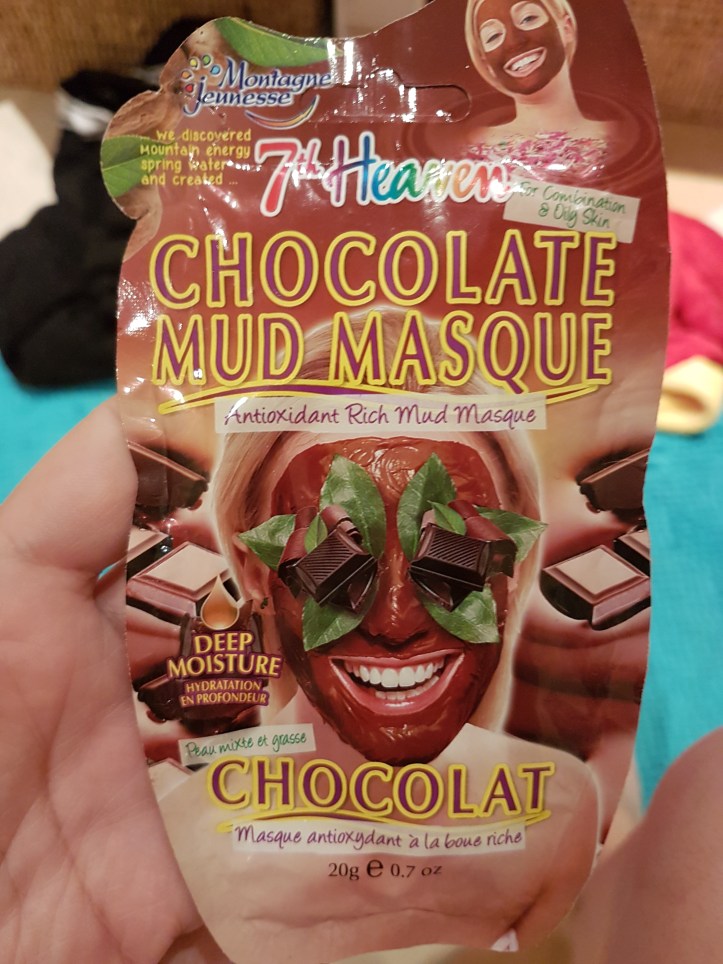 Montagne
Jeunesse
... we discovered
Mountain energy
spring water
and created ...
7th Heaven
for Combination
& Oily Skin
CHOCOLATE
MUD MASQUE
Antioxidant Rich Mud Masque
DEEP
MOISTURE
HYDRATATION
EN PROFONDEUR
Peau mixte et grasse
CHOCOLAT
Masque antioxydant à la boue riche
20g e 0.7 oz